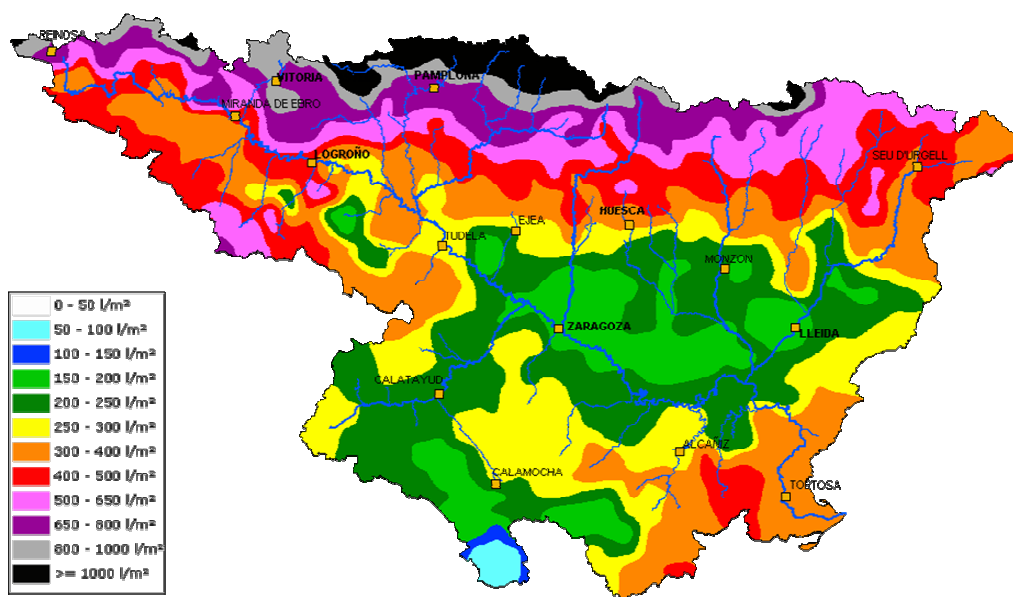 REINOSA
VITORIA
PAMPLONA
MIRANDA DE EBRO
LOGROÑO
SEU D'URGELL
HUESCA
EJEA
TUDELA
MONZON
ZARAGOZA
LLEIDA
CALATAYUD
ALCAÑIZ
CALAMOCHA
TORTOSA
0 - 50 l/m²
50 - 100 l/m²
100 - 150 l/m²
150 - 200 l/m²
200 - 250 l/m²
250 - 300 l/m²
300 - 400 l/m²
400 - 500 l/m²
500 - 650 l/m²
650 - 800 l/m²
800 - 1000 l/m²
>= 1000 l/m²